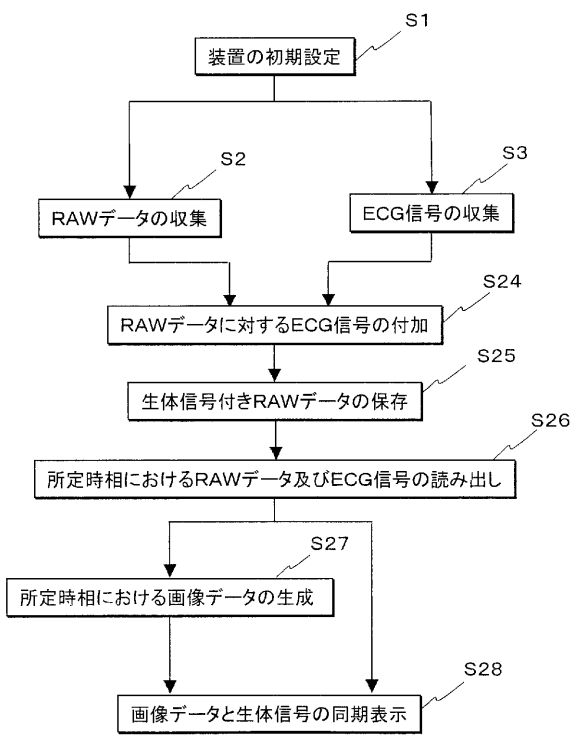 S1
装置の初期設定
S2
S3
RAWデータの収集
ECG信号の収集
S24
RAWデータに対するECG信号の付加
S25
生体信号付きRAWデータの保存
S26
所定時相におけるRAWデータ及びECG信号の読み出し
S27
所定時相における画像データの生成
S28
画像データと生体信号の同期表示